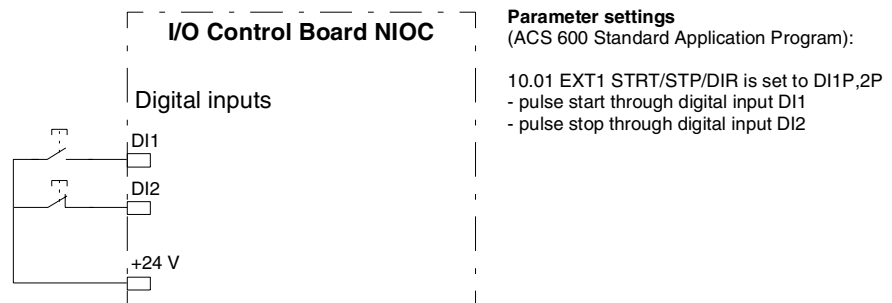 I/O Control Board NIOC
Digital inputs
DI1
DI2
+24 V
Parameter settings
(ACS 600 Standard Application Program):
10.01 EXT1 STRT/STP/DIR is set to DI1P,2P
- pulse start through digital input DI1
- pulse stop through digital input DI2